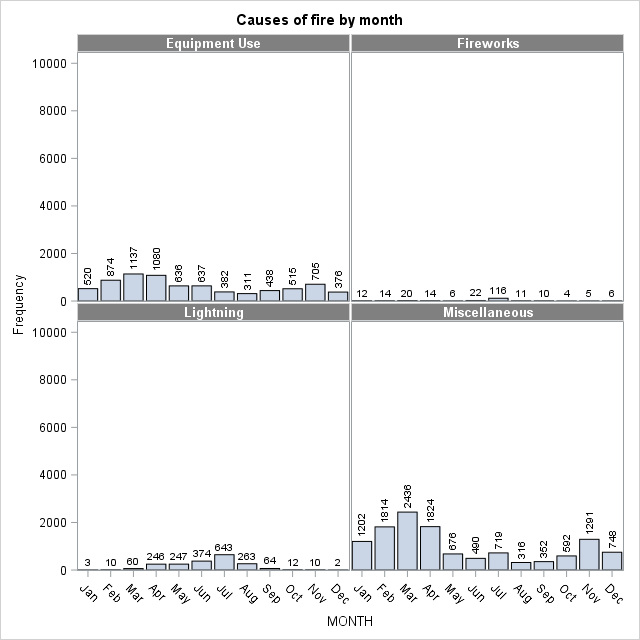 Causes of fire by month
Equipment Use Fireworks
10000
8000
6000
4000
2000
0
520 874 1137 1080 636 637 382 311 438 515 705 376
12 14 20 14 6 22 116 11 10 4 5 6
Frequency
Lightning Miscellaneous
10000
8000
6000
4000
2000
0
3 10 60 246 247 374 643 263 64 12 10 2
1202 1814 2436 1824 676 490 719 316 352 592 1291 748
Jan Feb Mar Apr May Jun Jul Aug Sep Oct Nov Dec Jan Feb Mar Apr May Jun Jul Aug Sep Oct Nov Dec
MONTH